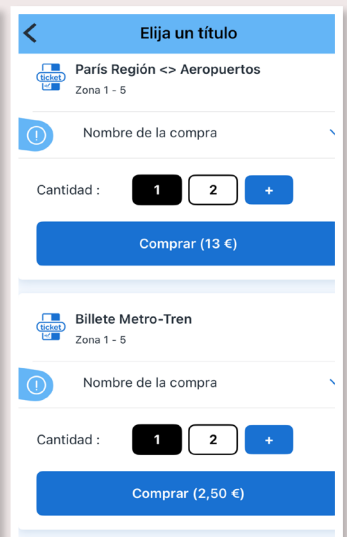 Elija un título
ticket
París Región <> Aeropuertos
Zona 1 - 5
Nombre de la compra
Cantidad :
1
2
+
Comprar (13 €)
ticket
Billete Metro-Tren
Zona 1 - 5
Nombre de la compra
Cantidad :
1
2
+
Comprar (2,50 €)